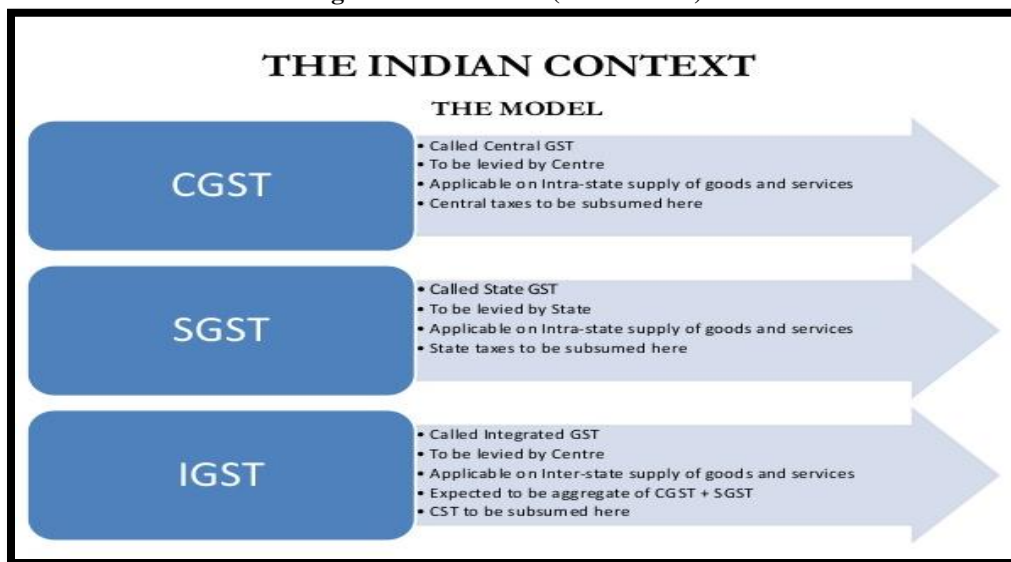 THE INDIAN CONTEXT
THE MODEL
CGST
• Called Central GST
• To be levied by Centre
• Applicable on Intra-state supply of goods and services
• Central taxes to be subsumed here
SGST
• Called State GST
• To be levied by State
• Applicable on Intra-state supply of goods and services
• State taxes to be subsumed here
IGST
• Called Integrated GST
• To be levied by Centre
• Applicable on Inter-state supply of goods and services
• Expected to be aggregate of CGST + SGST
• CST to be subsumed here